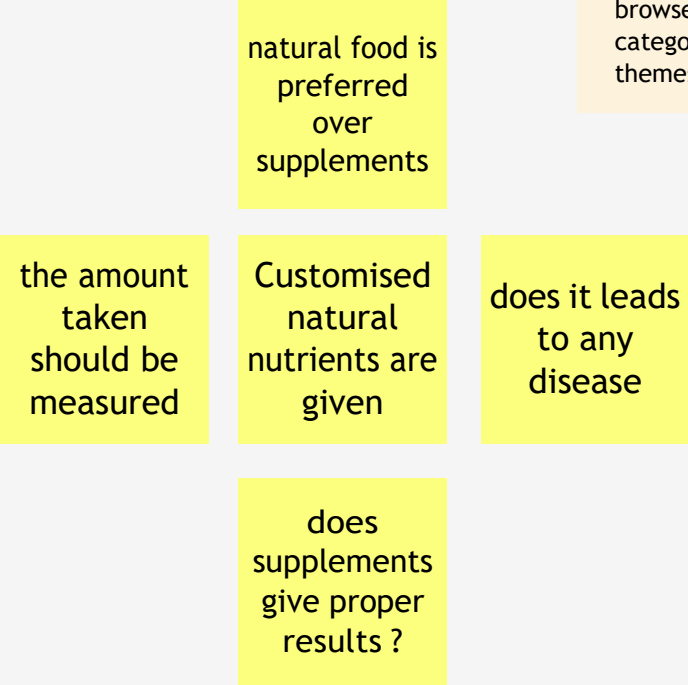 natural food is
preferred
over
supplements
the amount
taken
should be
measured
Customised
natural
nutrients are
given
does it leads
to any
disease
does
supplements
give proper
results ?